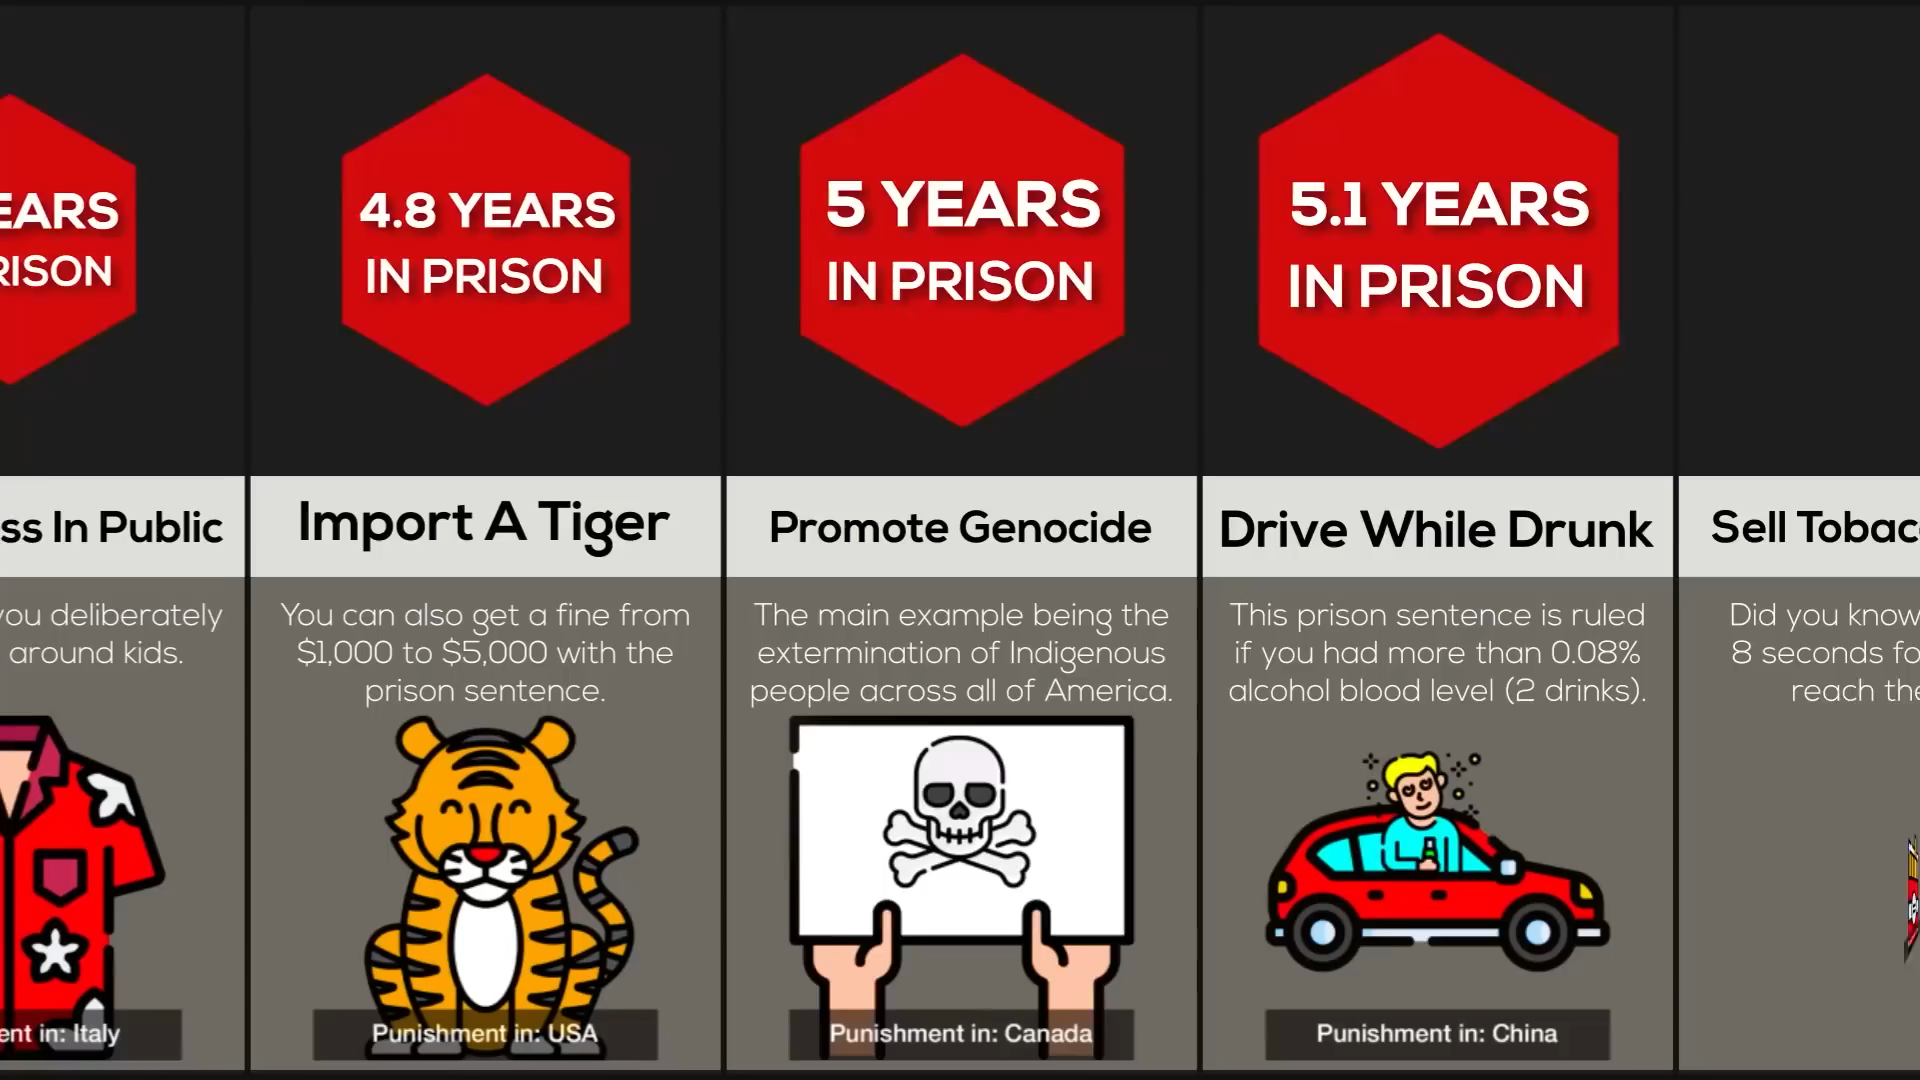 EARS
RISON
ss In Public
you deliberately
around kids.
ent in: Italy
4.8 YEARS
IN PRISON
Import A Tiger
You can also get a fine from
$1,000 to $5,000 with the
prison sentence.
Punishment in: USA
5 YEARS
IN PRISON
Promote Genocide
The main example being the
extermination of Indigenous
people across all of America.
Punishment in: Canada
5.1 YEARS
IN PRISON
Drive While Drunk
This prison sentence is ruled
if you had more than 0.08%
alcohol blood level (2 drinks).
Punishment in: China
Sell Tobac
Did you know
8 seconds fo
reach the